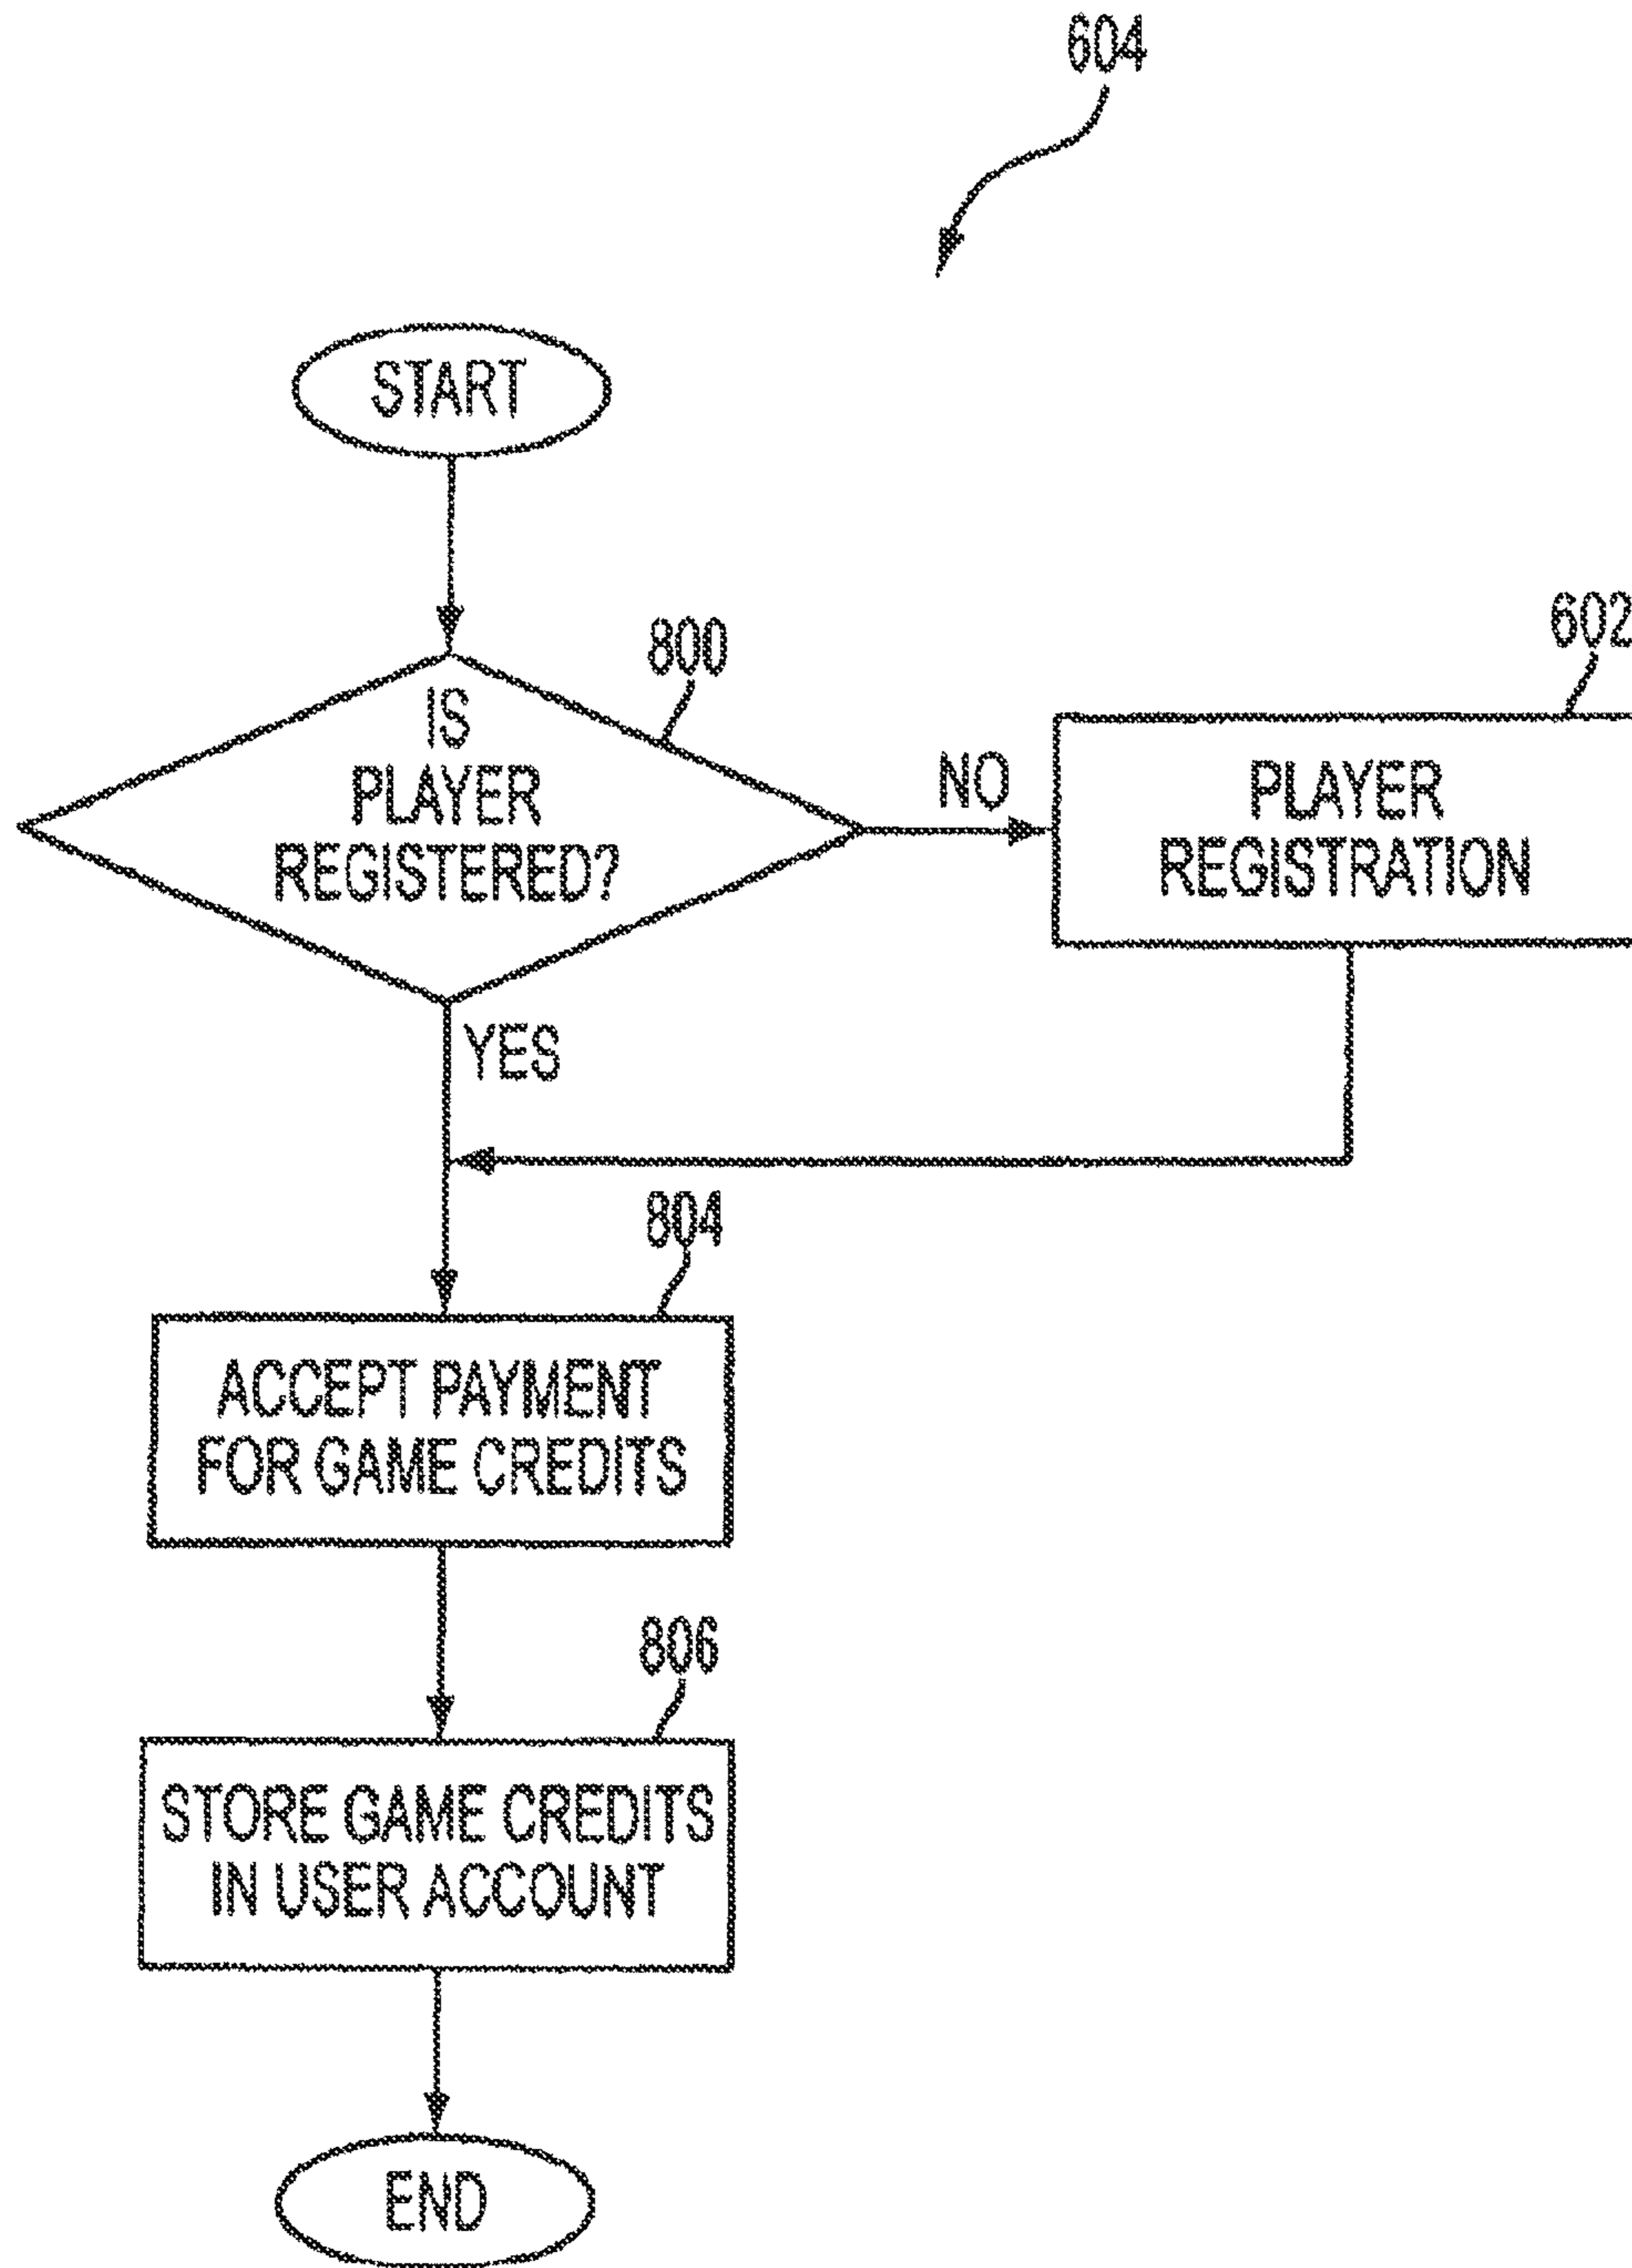 604
START
800
IS
PLAYER
REGISTERED?
NO
602
PLAYER
REGISTRATION
YES
804
ACCEPT PAYMENT
FOR GAME CREDITS
806
STORE GAME CREDITS
IN USER ACCOUNT
END